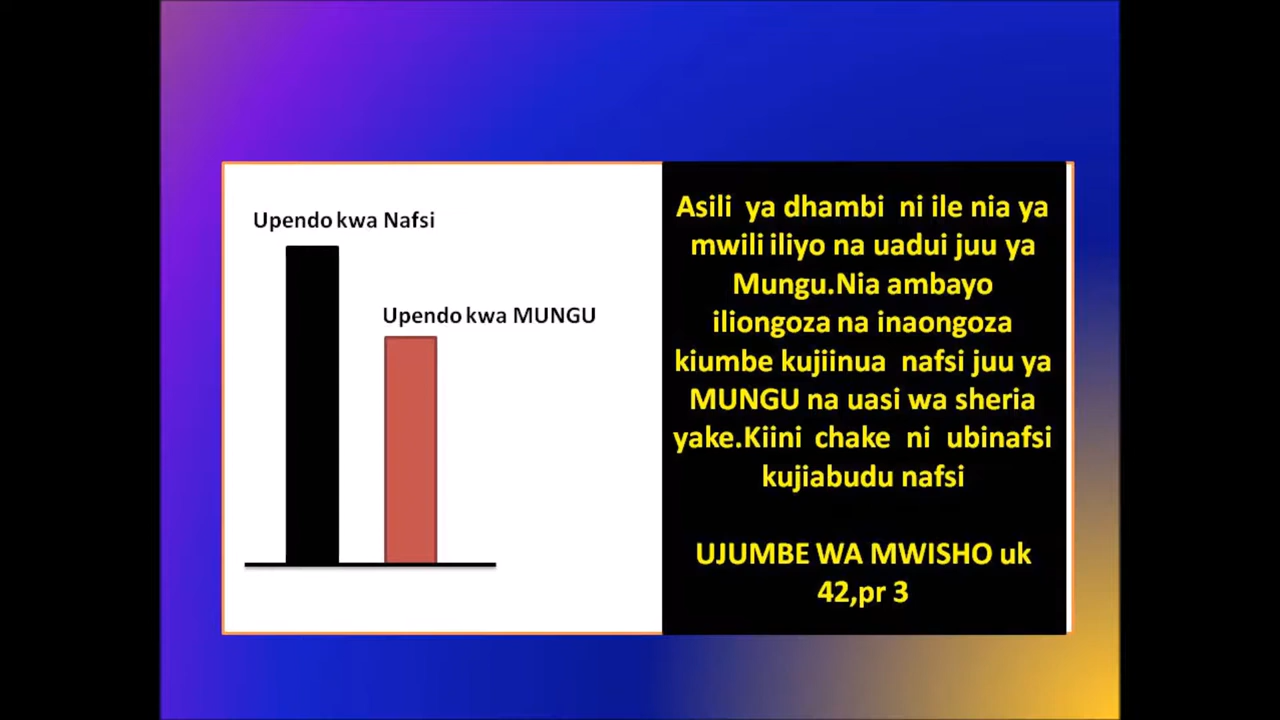 Upendo kwa Nafsi
Upendo kwa MUNGU
Asili ya dhambi ni ile nia ya
mwili iliyo na uadui juu ya
Mungu.Nia ambayo
iliongoza na inaongoza
kiumbe kujiinua nafsi juu ya
MUNGU na uasi wa sheria
yake.Kiini chake ni ubinafsi
kujiabudu nafsi
UJUMBE WA MWISHO uk
42,pr 3